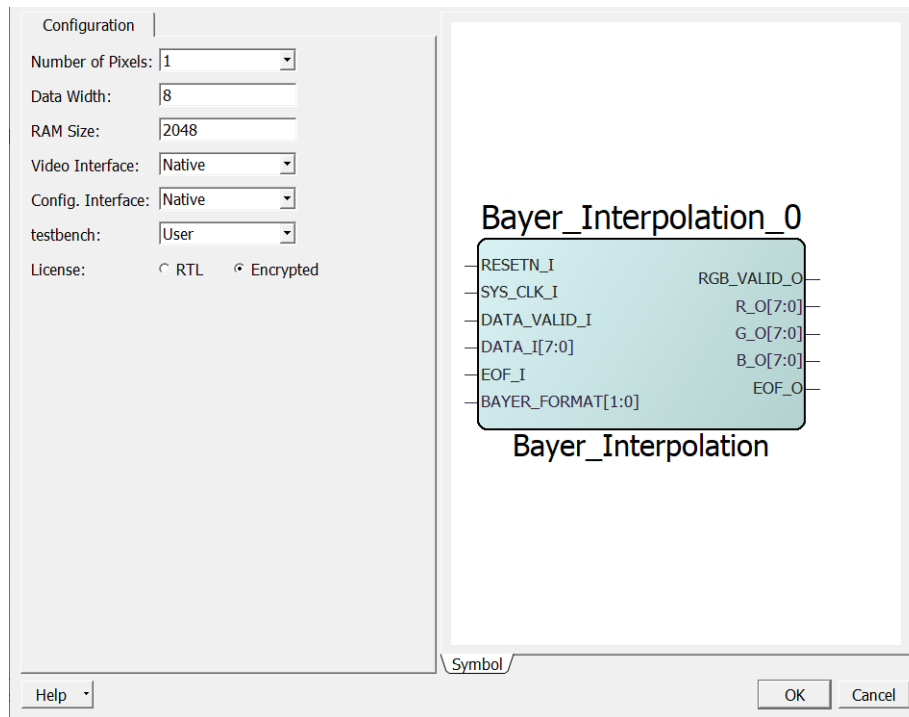 Configuration
Number of Pixels: 1
Data Width: 8
RAM Size: 2048
Video Interface: Native
Config. Interface: Native
testbench: User
License: RTL Encrypted
Bayer_Interpolation_0
RESETN_I
SYS_CLK_I
DATA_VALID_I
DATA_I[7:0]
EOF_I
BAYER_FORMAT[1:0]
RGB_VALID_O
R_O[7:0]
G_O[7:0]
B_O[7:0]
EOF_O
Bayer_Interpolation
Symbol
Help OK Cancel